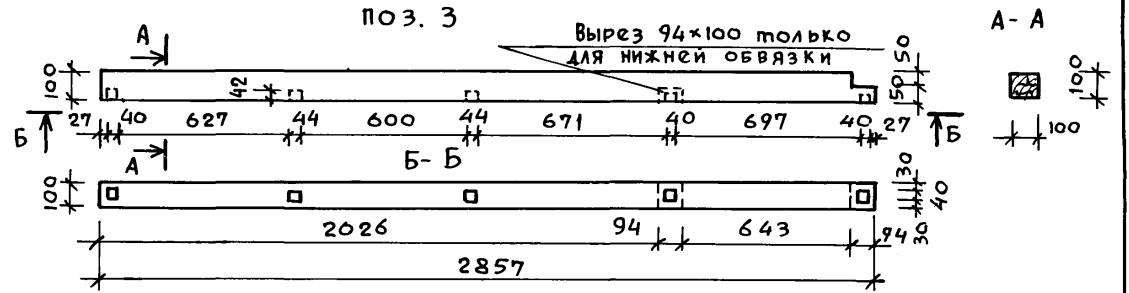 поз. 3
А
А-А
Вырез 94×100 только
для нижней обвязки
50
50
100
42
100
27 40 627 44 600 44 671 40 697 40 27
100
Б
Б
А
Б-Б
100
30
40
30
2026 94 643 94
2857